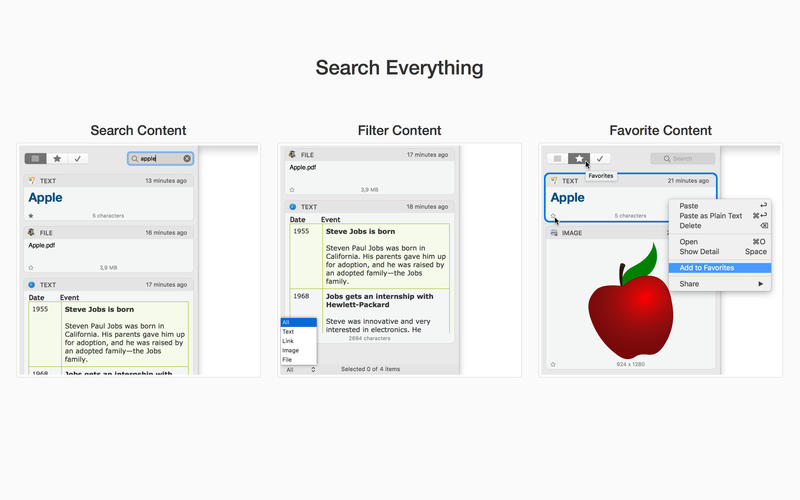 Search Everything
Search Content
apple
TEXT 13 minutes ago
Apple
5 characters
FILE 16 minutes ago
Apple.pdf
3,9 MB
TEXT 17 minutes ago
Date Event
1955 Steve Jobs is born
Steven Paul Jobs was born in
California. His parents gave him up
for adoption, and he was raised by
an adopted family—the Jobs
family.
1968 Jobs gets an internship with
Filter Content
FILE 17 minutes ago
Apple.pdf
3,9 MB
TEXT 18 minutes ago
Date Event
1955 Steve Jobs is born
Steven Paul Jobs was born in
California. His parents gave him up
for adoption, and he was raised by
an adopted family—the Jobs
family.
1968 Jobs gets an internship with
Hewlett-Packard
Steve was innovative and very
interested in electronics. He
2684 characters
All
Text
Link
Image
File
All Selected 0 of 4 items
Favorite Content
Search
Favorites
TEXT 21 minutes ago
Apple
5 characters
IMAGE
924 x 1280
Paste ↩
Paste as Plain Text ⌘↩
Delete ⌫
Open ⌘O
Show Detail Space
Add to Favorites
Share ▶